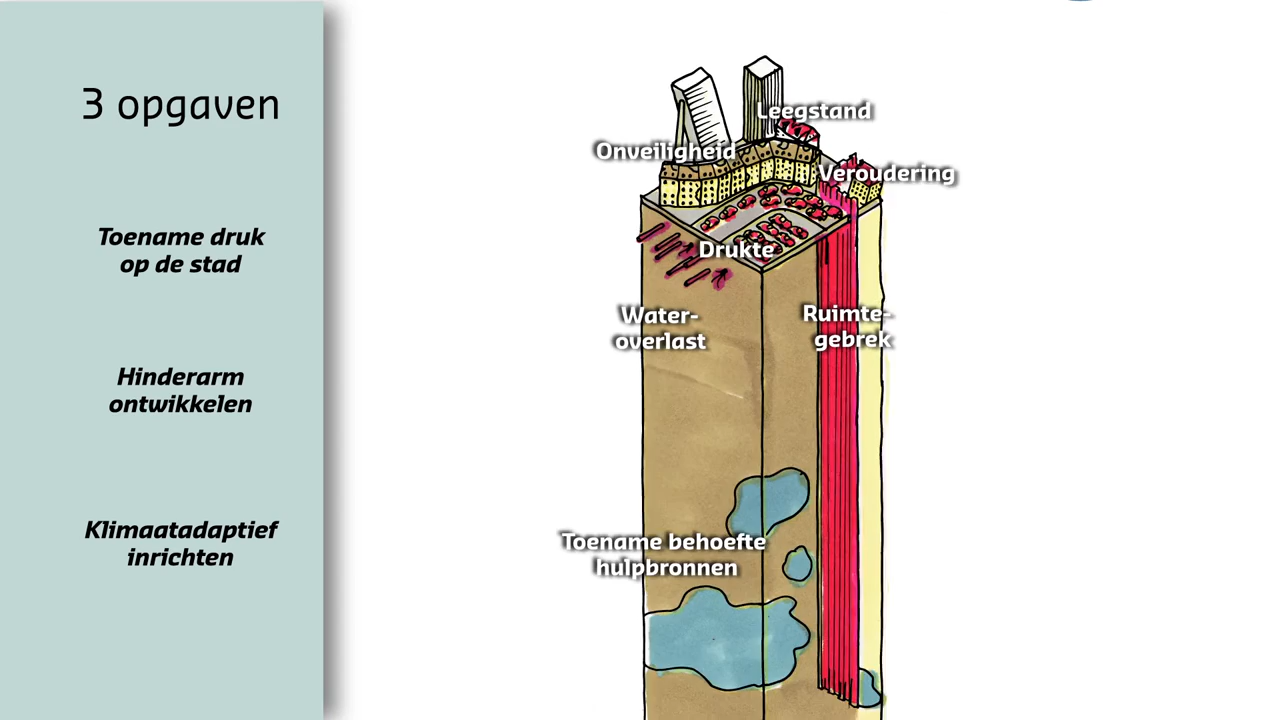 3 opgaven
Toename druk
op de stad
Hinderarm
ontwikkelen
Klimaatadaptief
inrichten
Leegstand
Onveiligheid
Veroudering
Drukte
Water-
overlast
Ruimte-
gebrek
Toename behoefte
hulpbronnen